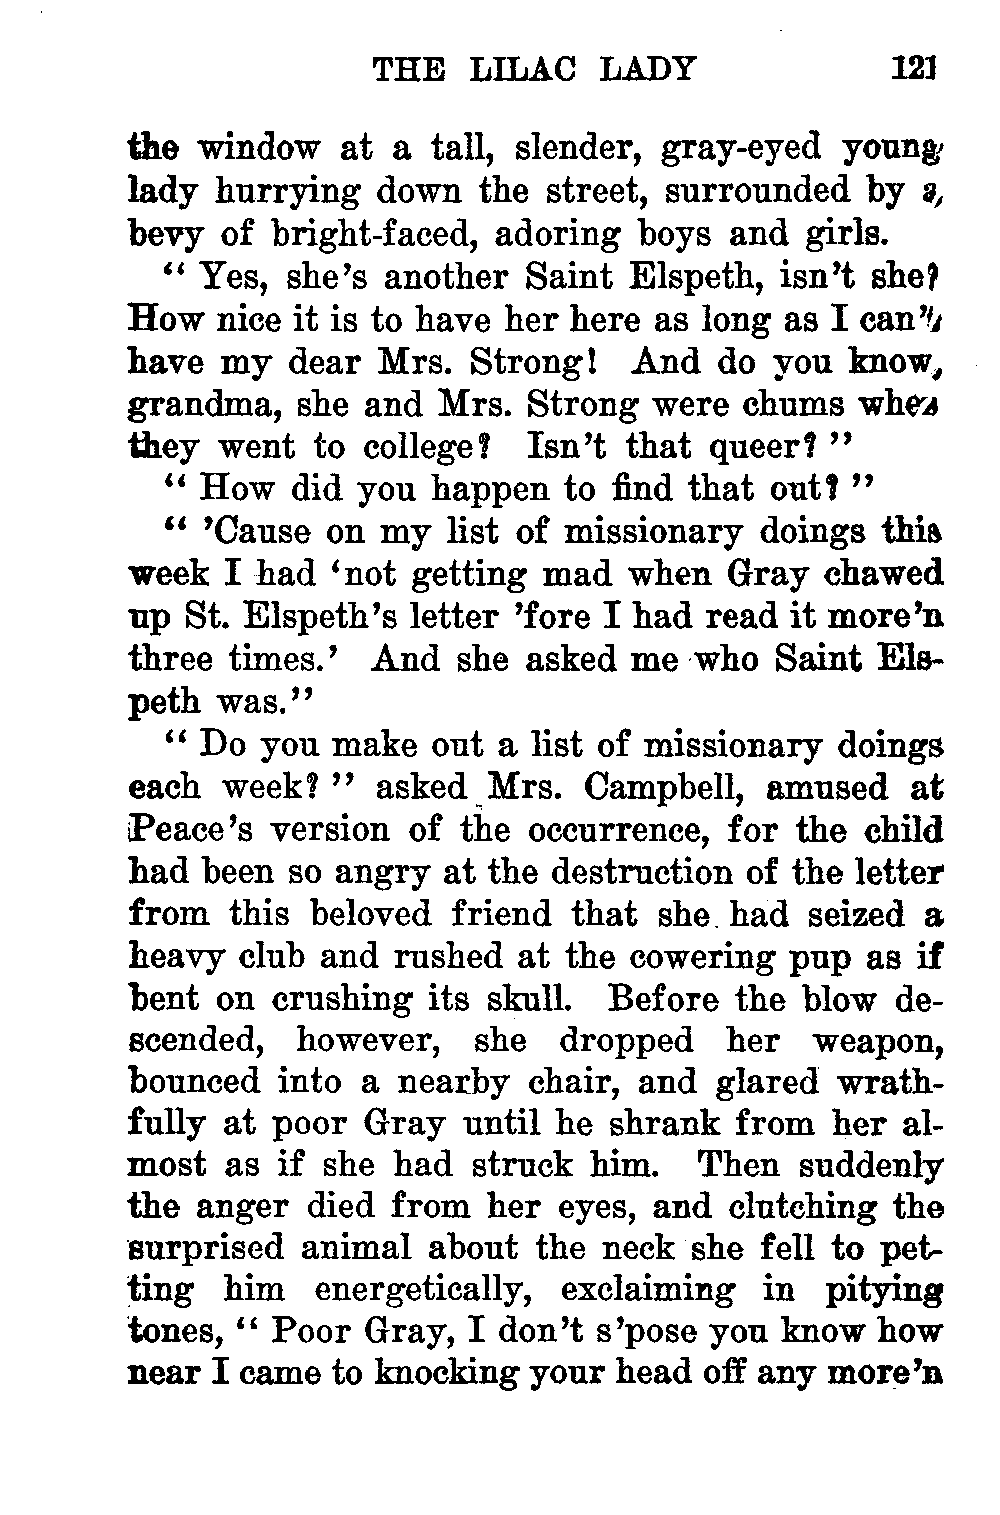 THE LILAC LADY 121
the window at a tall, slender, gray-eyed young
lady hurrying down the street, surrounded by a
bevy of bright-faced, adoring boys and girls.
“ Yes, she’s another Saint Elspeth, isn’t she?
How nice it is to have her here as long as I can’t
have my dear Mrs. Strong! And do you know,
grandma, she and Mrs. Strong were chums when
they went to college? Isn’t that queer? ”
“ How did you happen to find that out? ”
“ ’Cause on my list of missionary doings this
week I had ‘not getting mad when Gray chawed
up St. Elspeth’s letter ’fore I had read it more’n
three times.’ And she asked me who Saint Els-
peth was.”
“ Do you make out a list of missionary doings
each week? ” asked Mrs. Campbell, amused at
Peace’s version of the occurrence, for the child
had been so angry at the destruction of the letter
from this beloved friend that she had seized a
heavy club and rushed at the cowering pup as if
bent on crushing its skull. Before the blow de-
scended, however, she dropped her weapon,
bounced into a nearby chair, and glared wrath-
fully at poor Gray until he shrank from her al-
most as if she had struck him. Then suddenly
the anger died from her eyes, and clutching the
surprised animal about the neck she fell to pet-
ting him energetically, exclaiming in pitying
tones, “ Poor Gray, I don’t s’pose you know how
near I came to knocking your head off any more’n